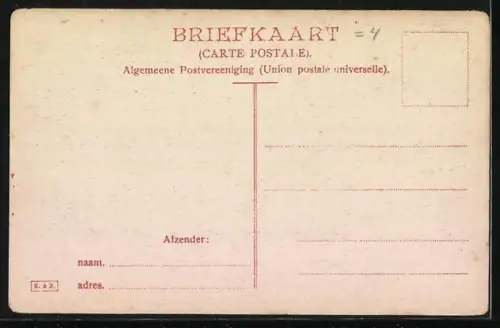 BRIEFKAART =4
(CARTE POSTALE).
Algemeene Postvereeniging (Union postale universelle).
Afzender:
naam.
adres.